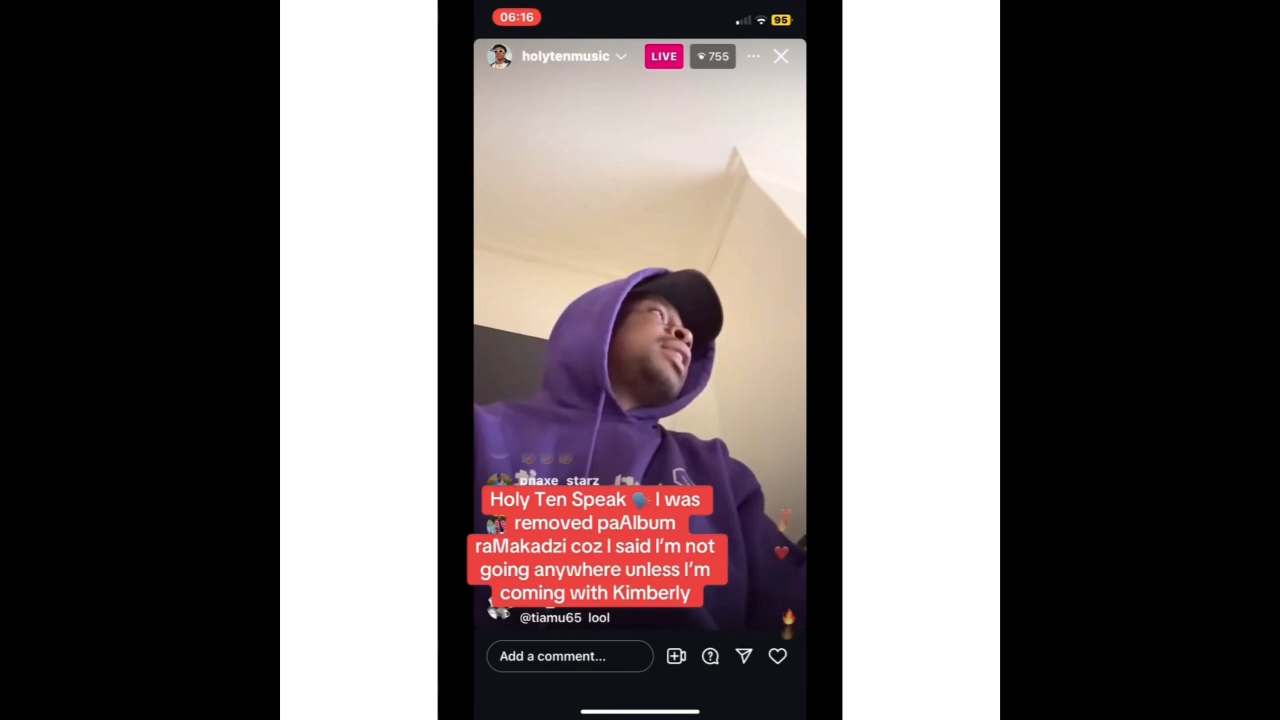 06:16
95
holytenmusic
LIVE
755
pnaxe_starz
Holy Ten Speak 🗣️ I was
removed paAlbum
raMakadzi coz I said I'm not
going anywhere unless I'm
coming with Kimberly
@tiamu65 lool
Add a comment...